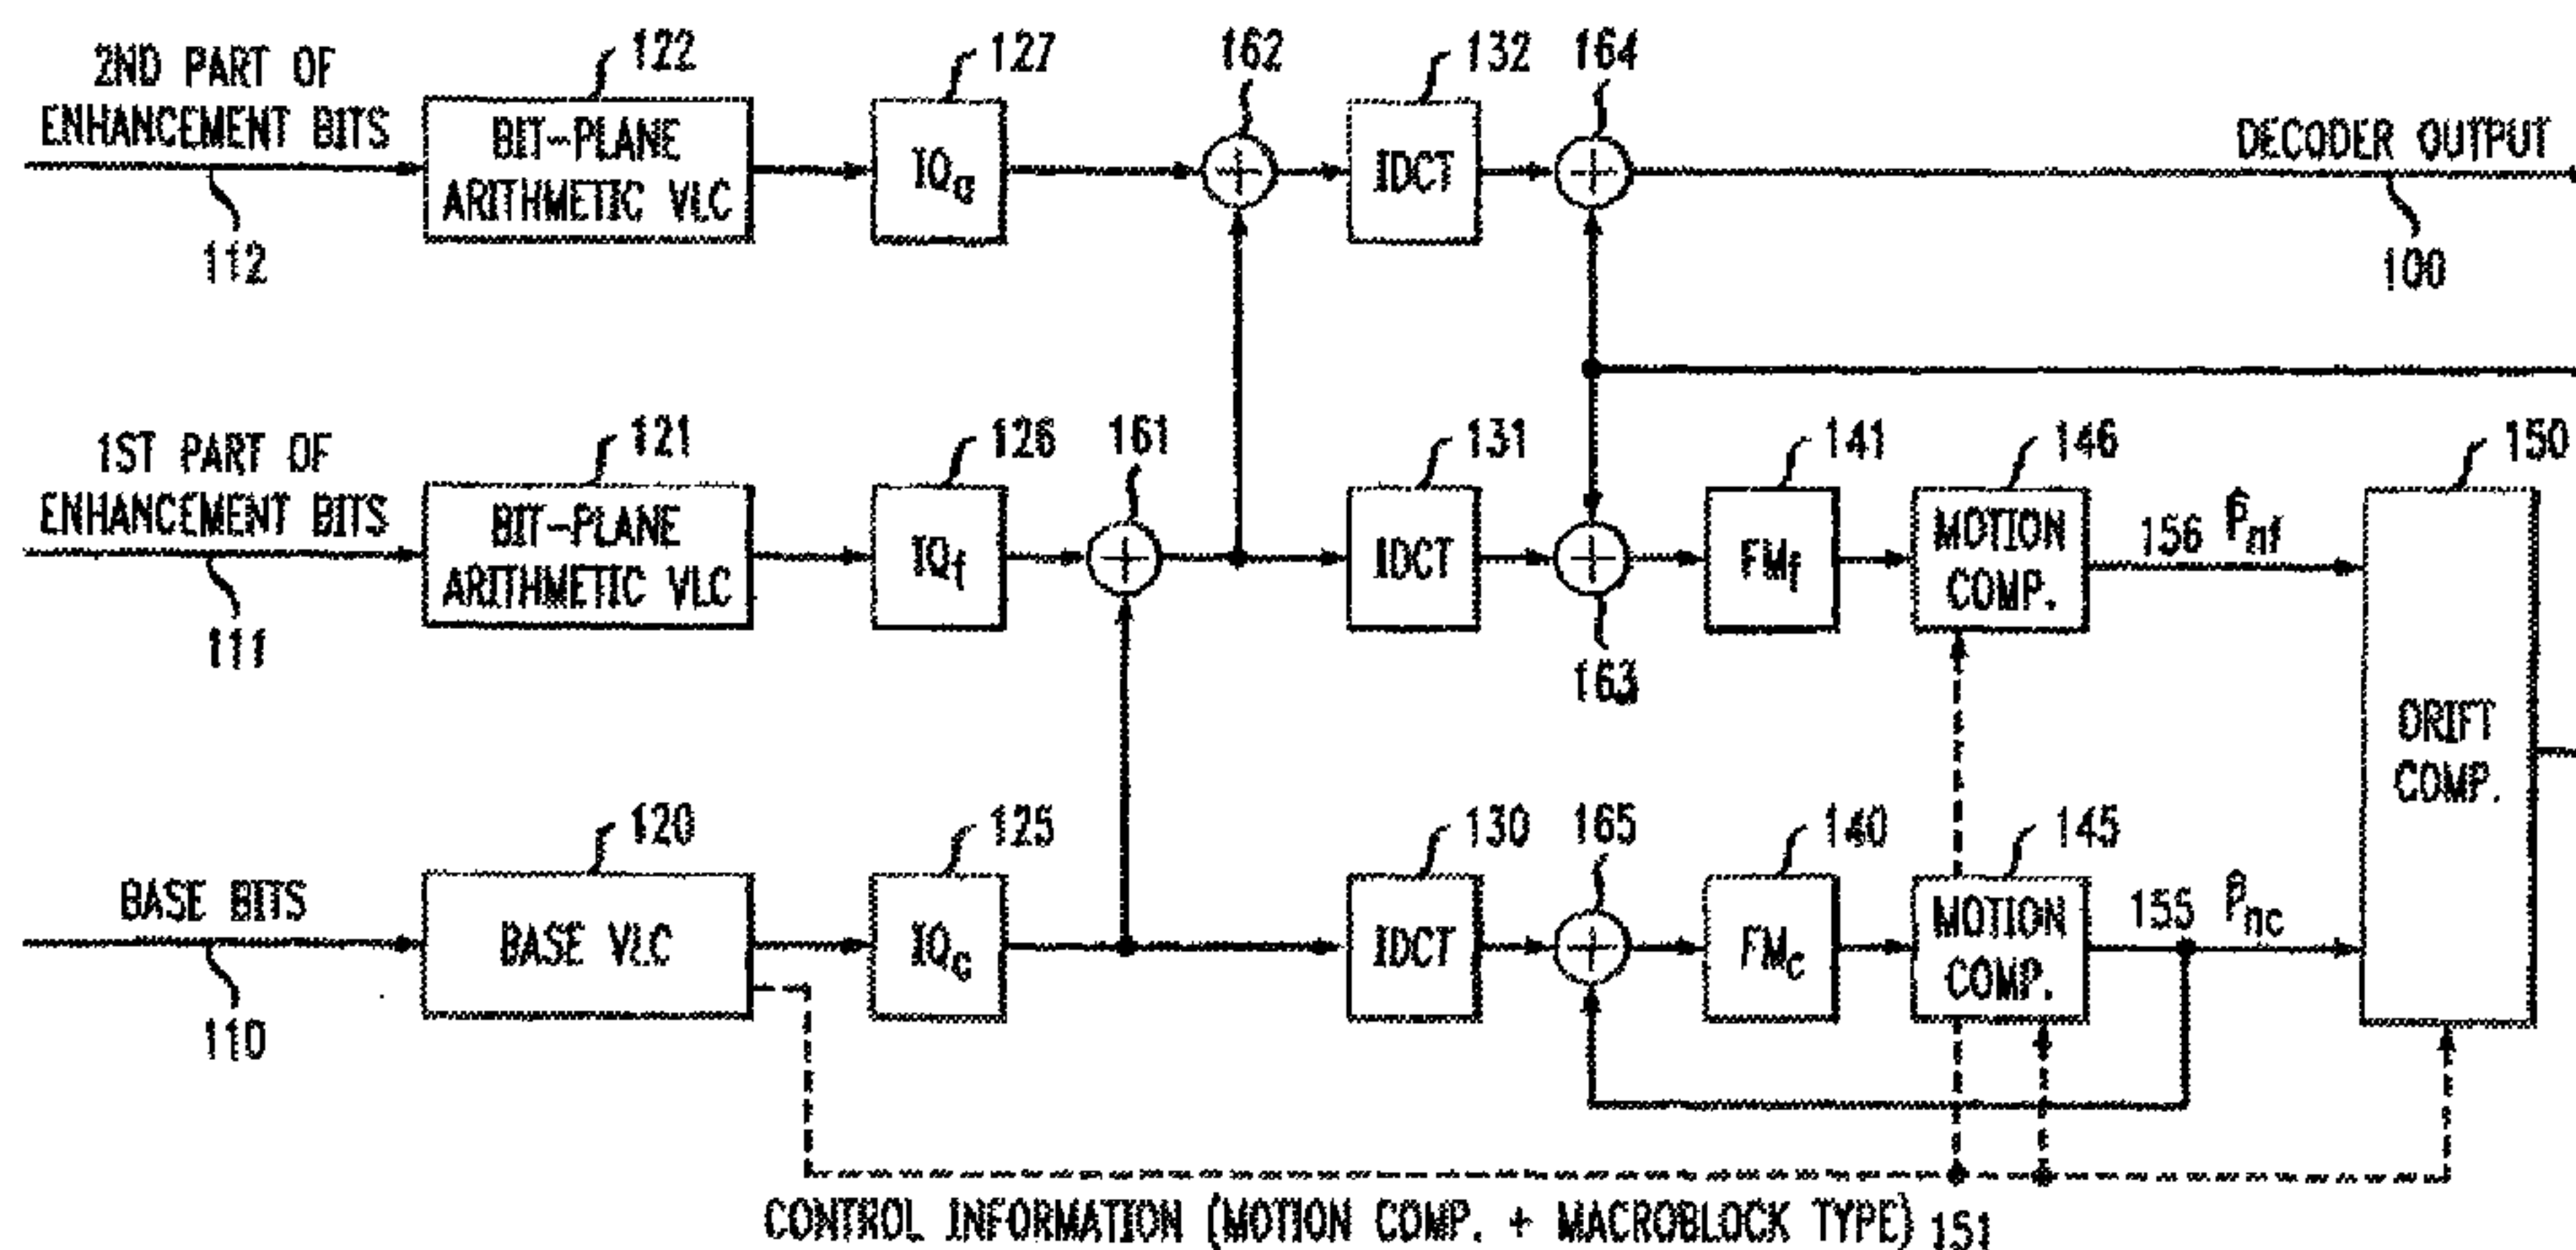 2ND PART OF
ENHANCEMENT BITS
112
122
BIT-PLANE
ARITHMETIC VLC
127
IQq
162
132
IDCT
164
DECODER OUTPUT
100
1ST PART OF
ENHANCEMENT BITS
111
121
BIT-PLANE
ARITHMETIC VLC
126
IQf
161
131
IDCT
163
141
FMf
146
MOTION
COMP.
156 P̂nf
150
DRIFT
COMP.
BASE BITS
110
120
BASE VLC
125
IQc
130
IDCT
165
140
FMc
145
MOTION
COMP.
155 P̂nc
CONTROL INFORMATION (MOTION COMP. + MACROBLOCK TYPE) 151